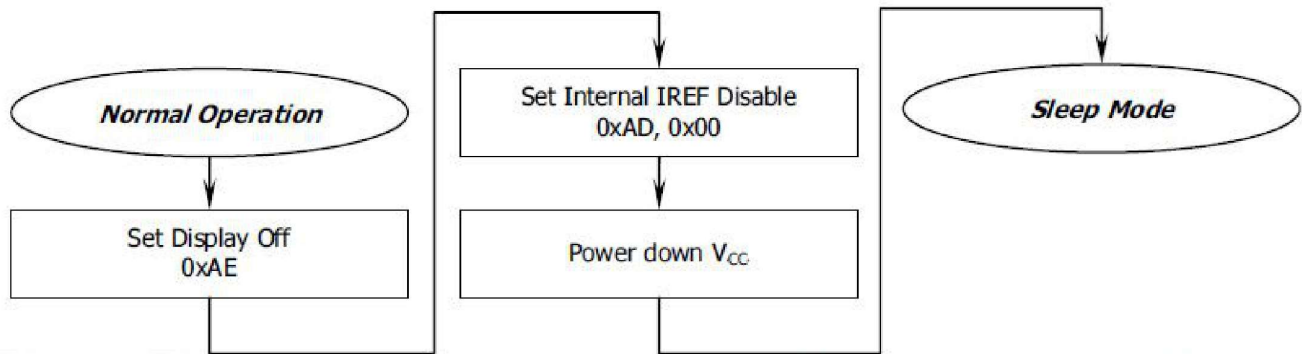 Normal Operation
Set Display Off
0xAE
Set Internal IREF Disable
0xAD, 0x00
Power down VCC
Sleep Mode